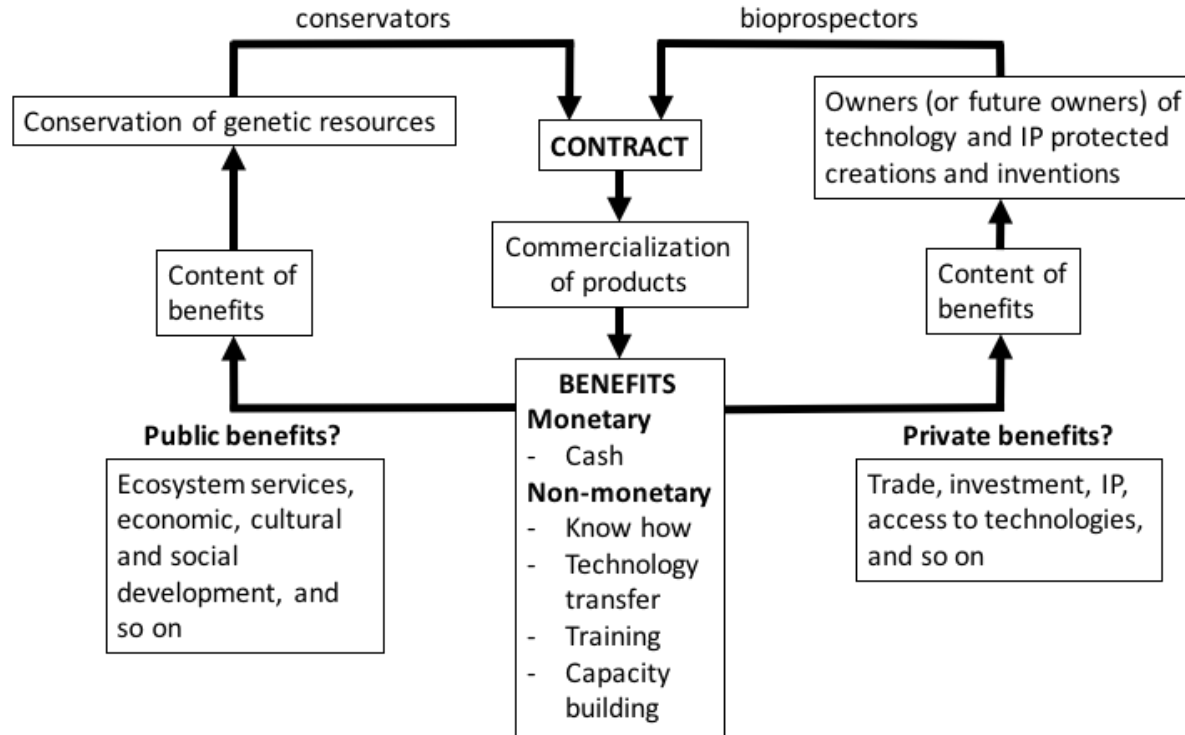 conservators
bioprospectors
Conservation of genetic resources
CONTRACT
Owners (or future owners) of
technology and IP protected
creations and inventions
Commercialization
of products
Content of
benefits
Content of
benefits
BENEFITS
Monetary
- Cash
Non-monetary
- Know how
- Technology
transfer
- Training
- Capacity
building
Public benefits?
Ecosystem services,
economic, cultural
and social
development, and
so on
Private benefits?
Trade, investment, IP,
access to technologies,
and so on